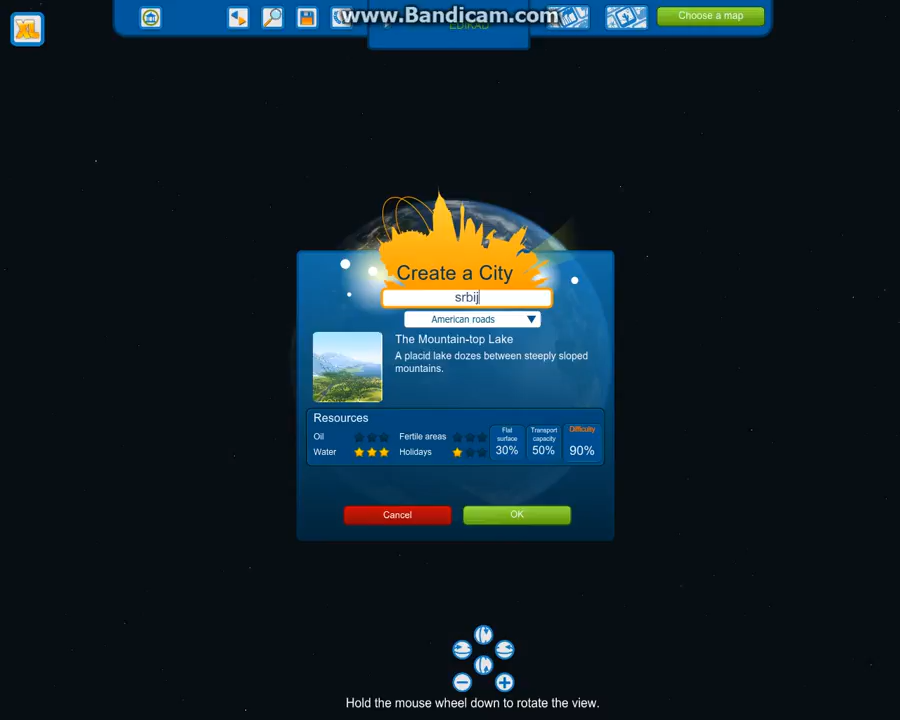 www.Bandicam.com
XL
Choose a map
Create a City
srbij
American roads
The Mountain-top Lake
A placid lake dozes between steeply sloped
mountains.
Resources
Oil
Fertile areas
Water
Holidays
Flat
surface
30%
Transport
capacity
50%
Difficulty
90%
Cancel
OK
Hold the mouse wheel down to rotate the view.